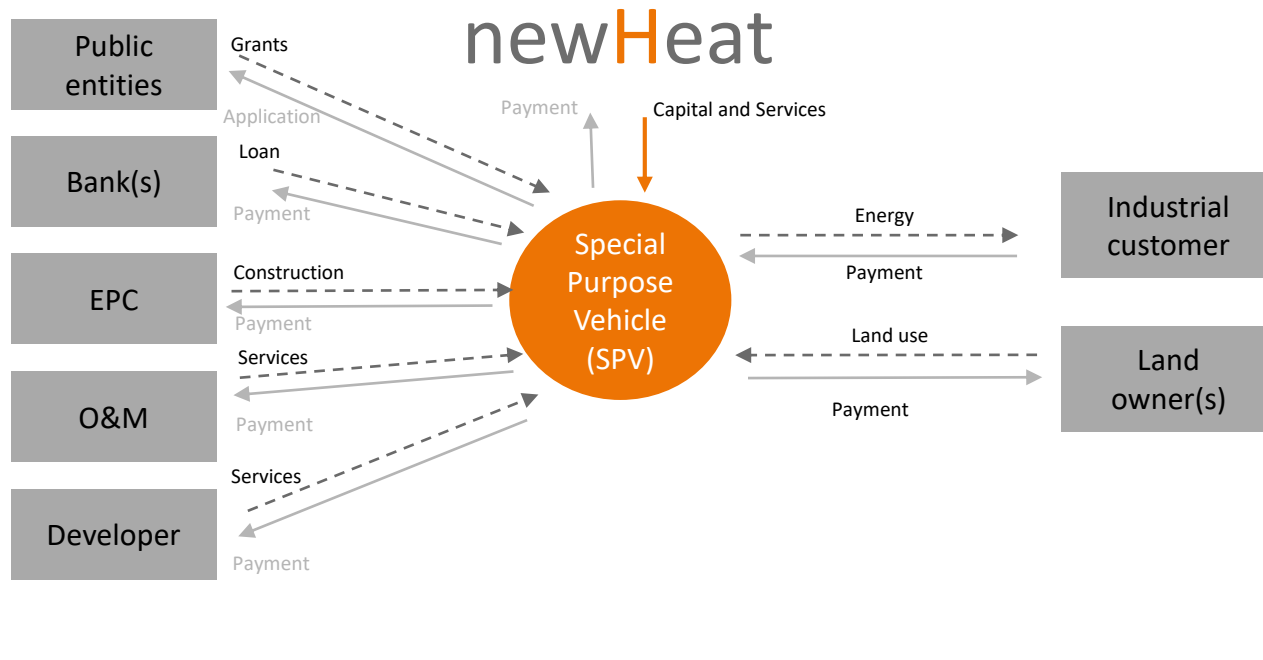 newHeat
Public
entities
Grants
Application
Payment
Capital and Services
Bank(s)
Loan
Payment
EPC
Construction
Payment
O&M
Services
Payment
Developer
Services
Payment
Special
Purpose
Vehicle
(SPV)
Energy
Payment
Industrial
customer
Land use
Payment
Land
owner(s)